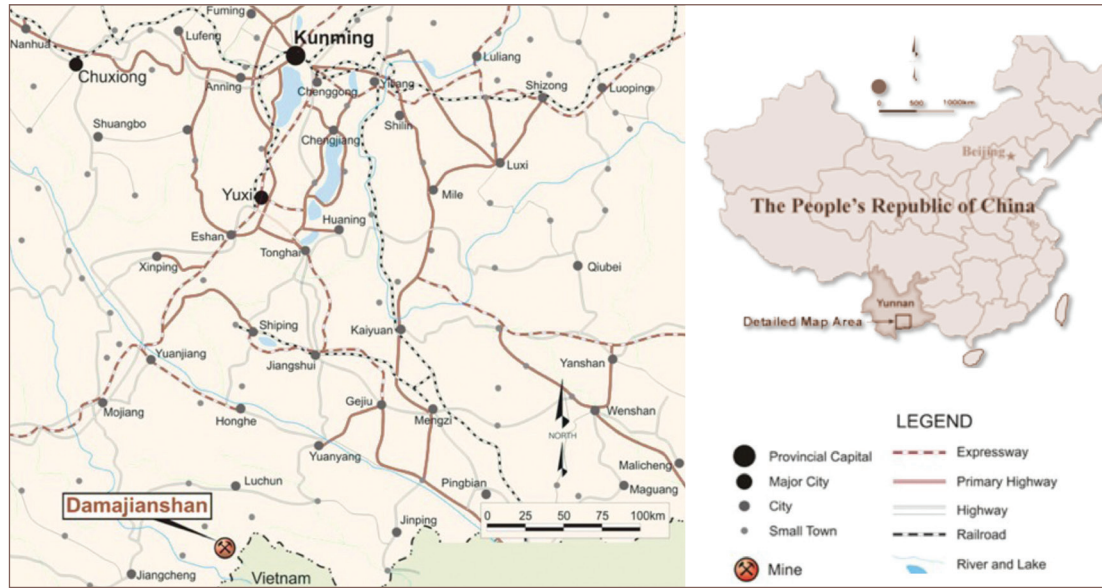 Fuming
Lufeng
Kunming
Nanhua
Luliang
Chuxiong
Anning
Chenggong
Yiliang
Shizong
Luoping
Shuangbo
Chengjiang
Shilin
Luxi
Yuxi
Mile
Huaning
Eshan
Tonghai
Xinping
Qiubei
Shiping
Kaiyuan
Yuanjiang
Jiangshui
Yanshan
Mojiang
Honghe
Gejiu
Mengzi
Wenshan
NORTH
Yuanyang
Malicheng
Luchun
Pingbian
Maguang
Damajianshan
0 25 50 75 100km
Jinping
Jiangcheng
Vietnam
0 500 1000km
Beijing
The People's Republic of China
Yunnan
Detailed Map Area
LEGEND
Provincial Capital
Major City
City
Small Town
Mine
Expressway
Primary Highway
Highway
Railroad
River and Lake